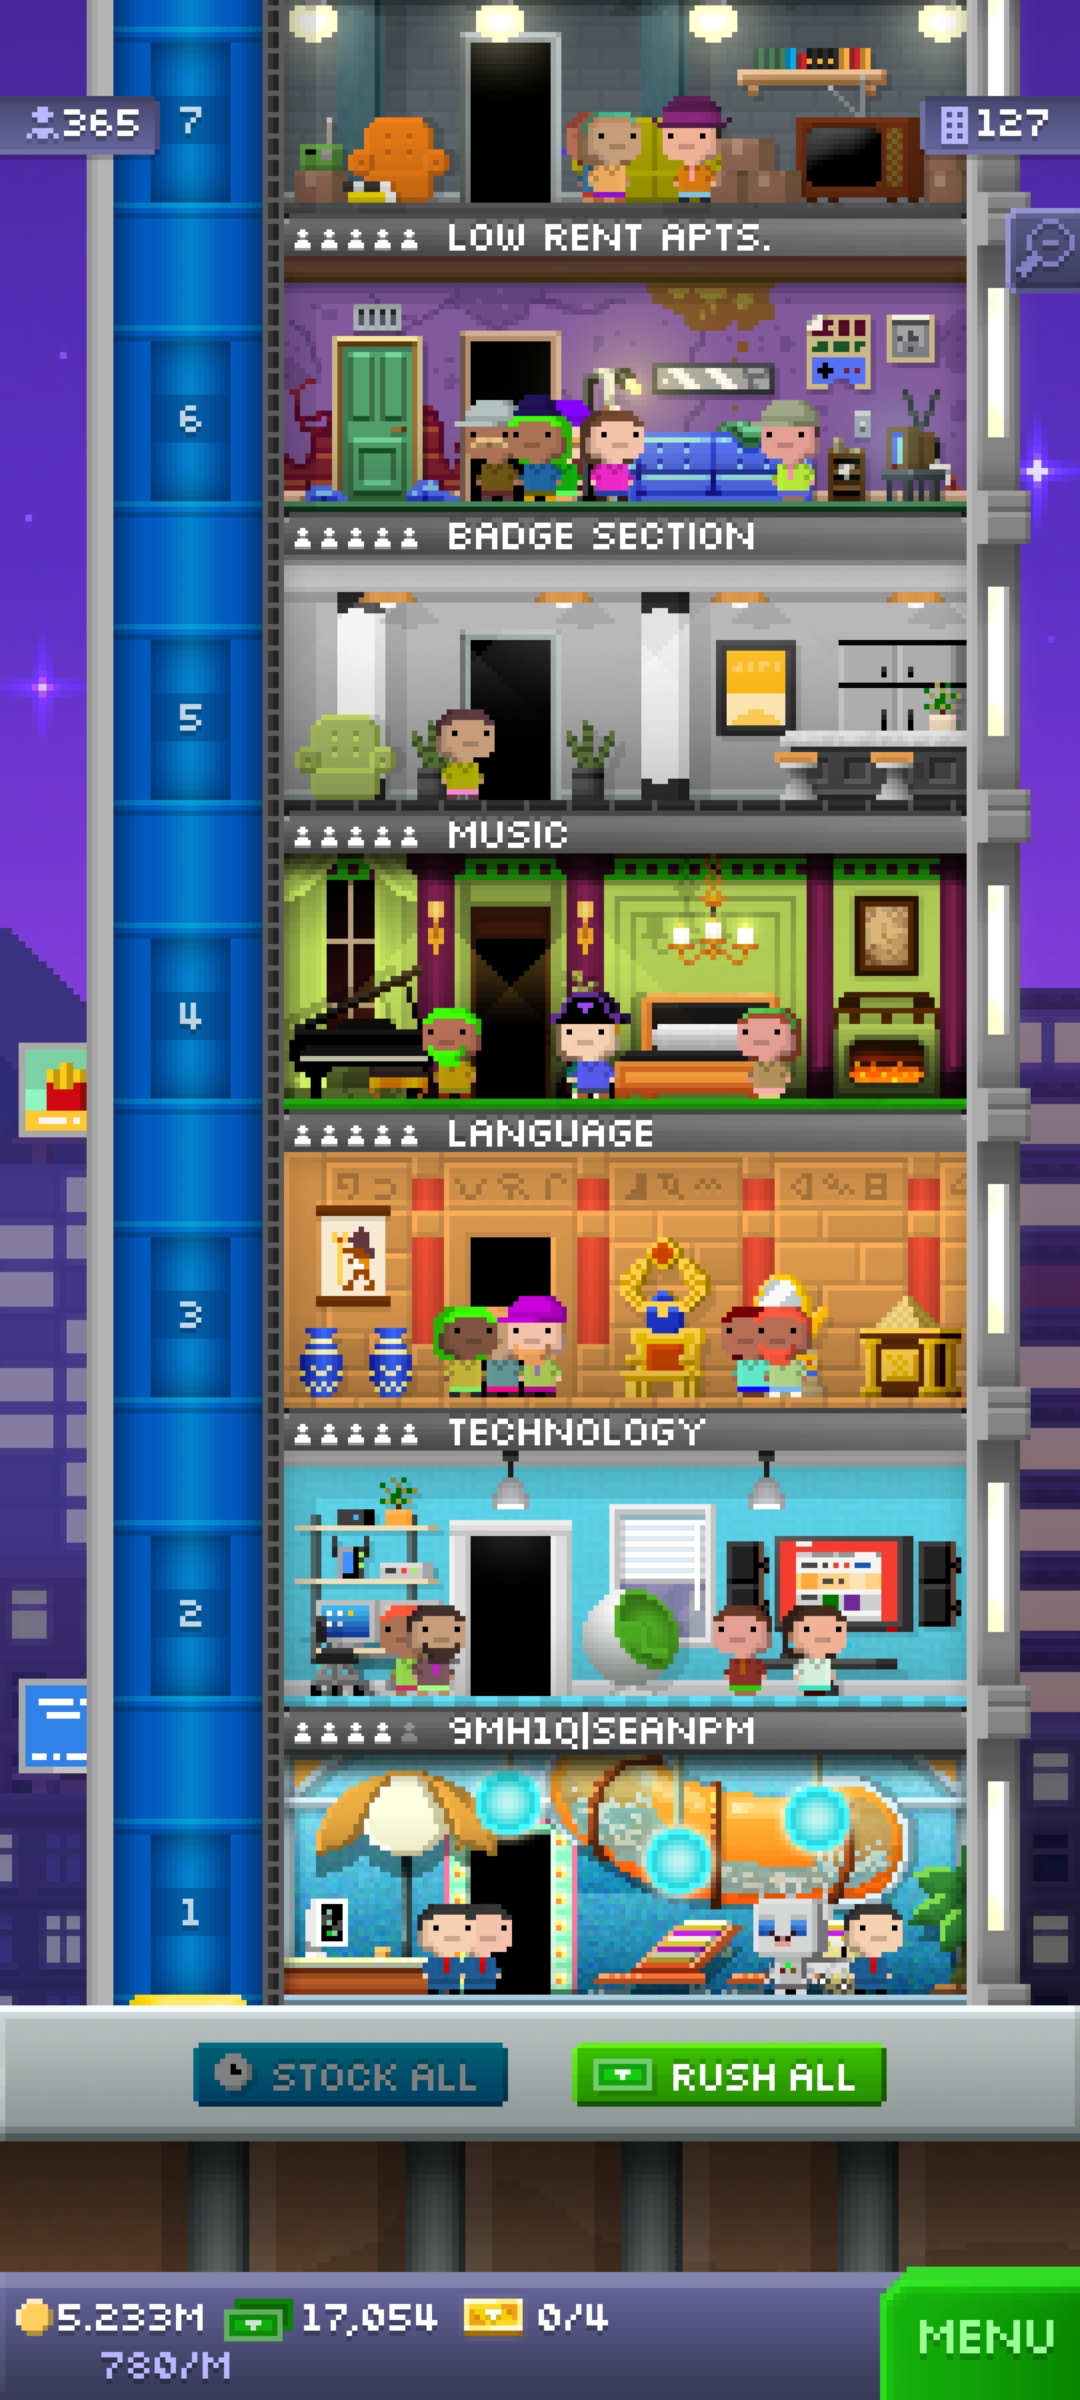 365
7
127
LOW RENT APTS.
6
BADGE SECTION
5
MUSIC
4
LANGUAGE
3
TECHNOLOGY
2
9MH1Q|SEANPM
1
STOCK ALL
RUSH ALL
5.233M
17,054
0/4
780/M
MENU